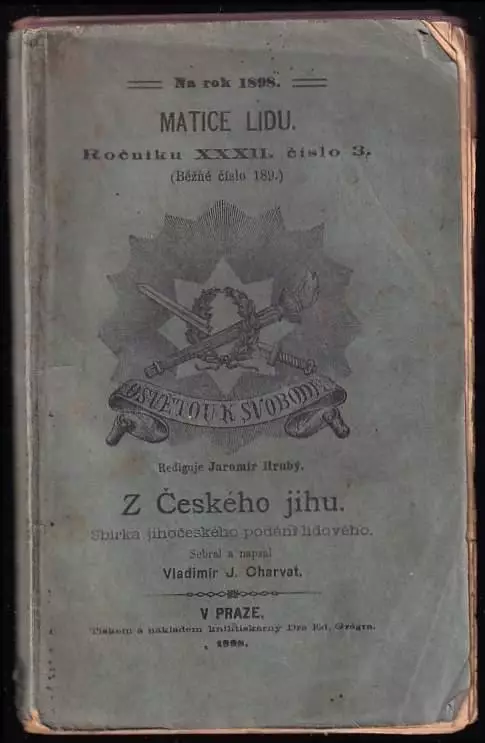 Na rok 1898.
MATICE LIDU.
Ročníku XXXII. číslo 3.
(Běžné číslo 189.)
OSVĚTOU K SVOBODĚ
Rediguje Jaromír Hrubý.
Z Českého jihu.
Sbírka jihočeského podání lidového.
Sebral a napsal
Vladimír J. Charvat.
V PRAZE.
Tiskem a nákladem knihtiskárny Dra Ed. Grégra.
1898.